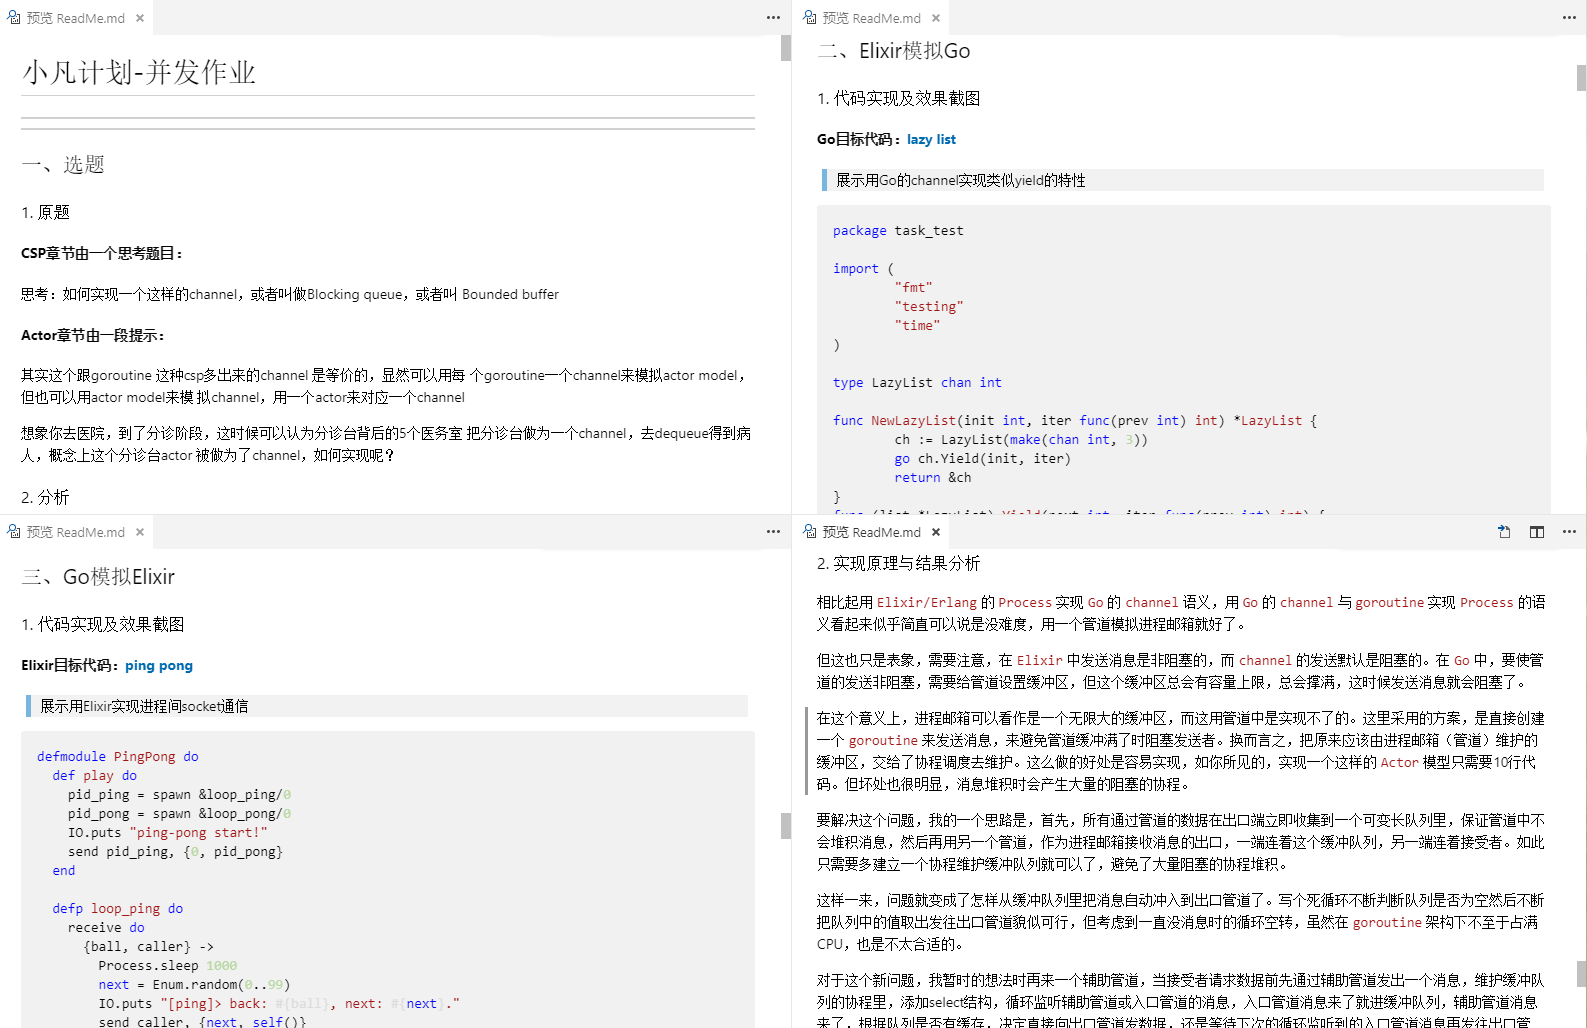 预览 ReadMe.md ×
小凡计划-并发作业
一、选题
1. 原题
CSP章节由一个思考题目：
思考：如何实现一个这样的channel，或者叫做Blocking queue，或者叫 Bounded buffer
Actor章节由一段提示：
其实这个跟goroutine 这种csp多出来的channel 是等价的，显然可以用每 个goroutine一个channel来模拟actor model，
但也可以用actor model来模 拟channel，用一个actor来对应一个channel
想象你去医院，到了分诊阶段，这时候可以认为分诊台背后的5个医务室 把分诊台做为一个channel，去dequeue得到病
人，概念上这个分诊台actor 被做为了channel，如何实现呢？
2. 分析
预览 ReadMe.md ×
二、Elixir模拟Go
1. 代码实现及效果截图
Go目标代码：lazy list
展示用Go的channel实现类似yield的特性
package task_test
import (
"fmt"
"testing"
"time"
)
type LazyList chan int
func NewLazyList(init int, iter func(prev int) int) *LazyList {
ch := LazyList(make(chan int, 3))
go ch.Yield(init, iter)
return &ch
}
func (list *LazyList) Yield(next int, iter func(prev int) int) {
预览 ReadMe.md ×
三、Go模拟Elixir
1. 代码实现及效果截图
Elixir目标代码：ping pong
展示用Elixir实现进程间socket通信
defmodule PingPong do
def play do
pid_ping = spawn &loop_ping/0
pid_pong = spawn &loop_pong/0
IO.puts "ping-pong start!"
send pid_ping, {0, pid_pong}
end
defp loop_ping do
receive do
{ball, caller} ->
Process.sleep 1000
next = Enum.random(0..99)
IO.puts "[ping]> back: #{ball}, next: #{next}."
send caller, {next, self()}
预览 ReadMe.md ×
2. 实现原理与结果分析
相比起用 Elixir/Erlang 的 Process 实现 Go 的 channel 语义，用 Go 的 channel 与 goroutine 实现 Process 的语
义看起来似乎简直可以说是没难度，用一个管道模拟进程邮箱就好了。
但这也只是表象，需要注意，在 Elixir 中发送消息是非阻塞的，而 channel 的发送默认是阻塞的。在 Go 中，要使管
道的发送非阻塞，需要给管道设置缓冲区，但这个缓冲区总会有容量上限，总会撑满，这时候发送消息就会阻塞了。
在这个意义上，进程邮箱可以看作是一个无限大的缓冲区，而这用管道中是实现不了的。这里采用的方案，是直接创建
一个 goroutine 来发送消息，来避免管道缓冲满了时阻塞发送者。换而言之，把原来应该由进程邮箱（管道）维护的
缓冲区，交给了协程调度去维护。这么做的好处是容易实现，如你所见的，实现一个这样的 Actor 模型只需要10行代
码。但坏处也很明显，消息堆积时会产生大量的阻塞的协程。
要解决这个问题，我的一个思路是，首先，所有通过管道的数据在出口端立即收集到一个可变长队列里，保证管道中不
会堆积消息，然后再用另一个管道，作为进程邮箱接收消息的出口，一端连着这个缓冲队列，另一端连着接受者。如此
只需要多建立一个协程维护缓冲队列就可以了，避免了大量阻塞的协程堆积。
这样一来，问题就变成了怎样从缓冲队列里把消息自动冲入到出口管道了。写个死循环不断判断队列是否为空然后不断
把队列中的值取出发往出口管道貌似可行，但考虑到一直没消息时的循环空转，虽然在 goroutine 架构下不至于占满
CPU，也是不太合适的。
对于这个新问题，我暂时的想法时再来一个辅助管道，当接受者请求数据前先通过辅助管道发出一个消息，维护缓冲队
列的协程里，添加select结构，循环监听辅助管道或入口管道的消息，入口管道消息来了就进缓冲队列，辅助管道消息
来了，根据队列是否有缓存，决定直接向出口管道发数据，还是等待下次的循环监听到的入口管道消息再发往出口管